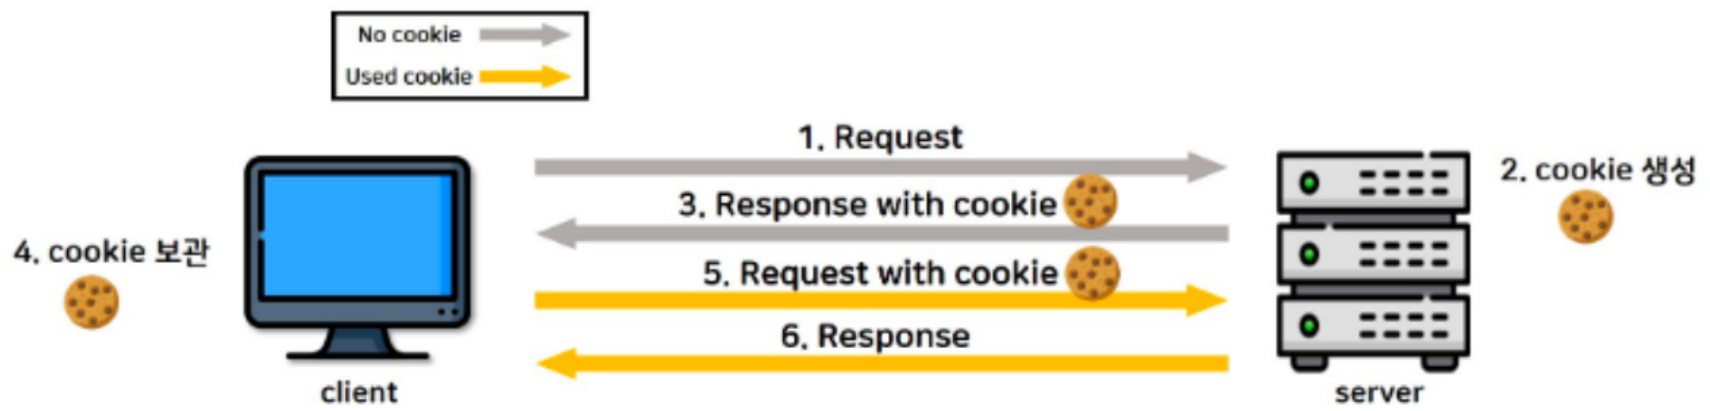 No cookie
Used cookie
1. Request
2. cookie 생성
3. Response with cookie
4. cookie 보관
5. Request with cookie
6. Response
client
server